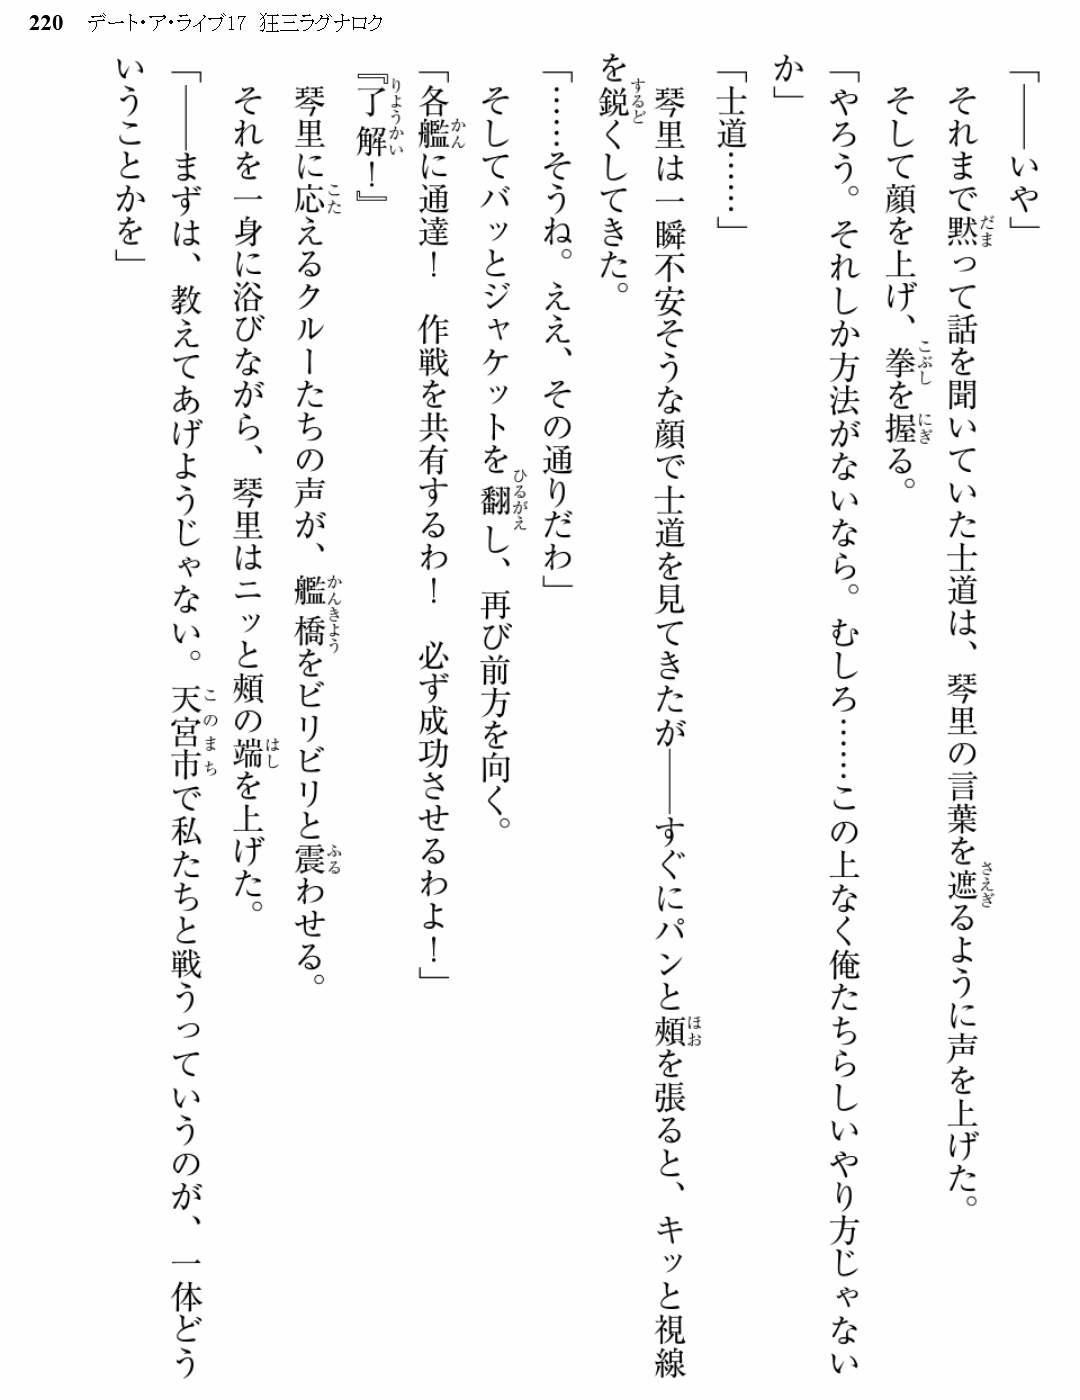 220 デート・ア・ライブ17 狂三ラグナロク
「――いや」
　それまで黙って話を聞いていた士道は、琴里の言葉を遮るように声を上げた。
　そして顔を上げ、拳を握る。
「やろう。それしか方法がないなら。むしろ……この上なく俺たちらしいやり方じゃない
か」
「士道……」
　琴里は一瞬不安そうな顔で士道を見てきたが――すぐにパンと頰を張ると、キッと視線
を鋭くしてきた。
「……そうね。ええ、その通りだわ」
　そしてバッとジャケットを翻し、再び前方を向く。
「各艦に通達！　作戦を共有するわ！　必ず成功させるわよ！」
『了解！』
　琴里に応えるクルーたちの声が、艦橋をビリビリと震わせる。
　それを一身に浴びながら、琴里はニッと頰の端を上げた。
「――まずは、教えてあげようじゃない。天宮市で私たちと戦うっていうのが、一体どう
いうことかを」